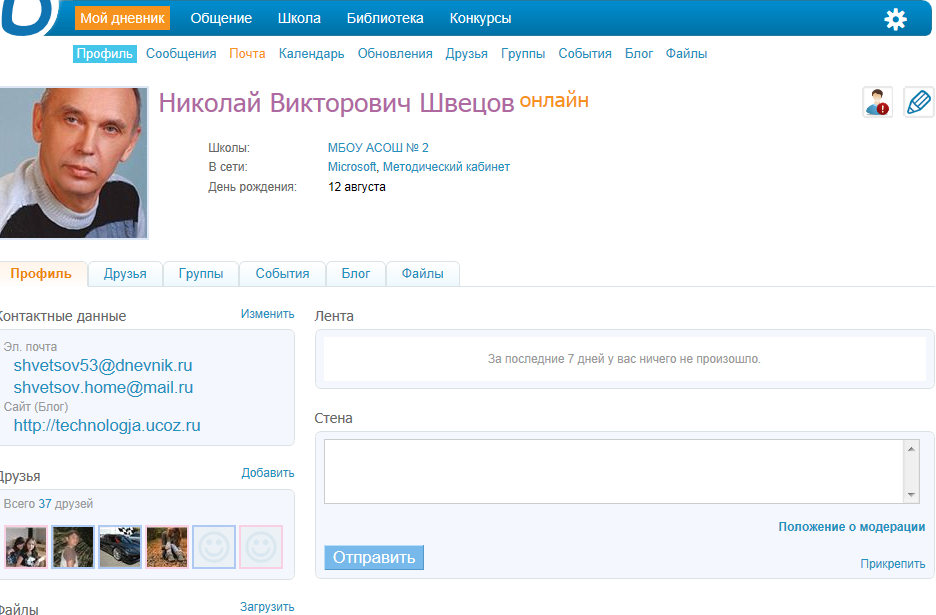 Мой дневник Общение Школа Библиотека Конкурсы
Профиль Сообщения Почта Календарь Обновления Друзья Группы События Блог Файлы
Николай Викторович Швецов онлайн
Школы: МБОУ АСОШ № 2
В сети: Microsoft, Методический кабинет
День рождения: 12 августа
Профиль Друзья Группы События Блог Файлы
Контактные данные Изменить
Эл. почта
shvetsov53@dnevnik.ru
shvetsov.home@mail.ru
Сайт (Блог)
http://technologja.ucoz.ru
Друзья Добавить
Всего 37 друзей
Файлы Загрузить
Лента
За последние 7 дней у вас ничего не произошло.
Стена
Положение о модерации
Отправить
Прикрепить